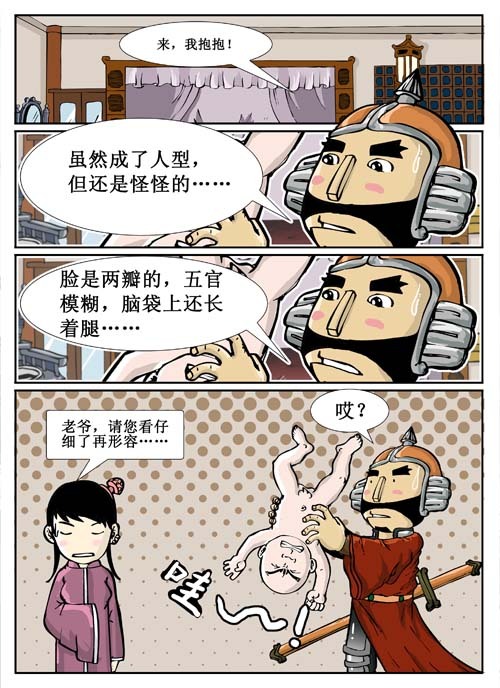 来，我抱抱！
虽然成了人型，
但还是怪怪的……
脸是两瓣的，五官
模糊，脑袋上还长
着腿……
老爷，请您看仔
细了再形容……
哎？
哇～～！